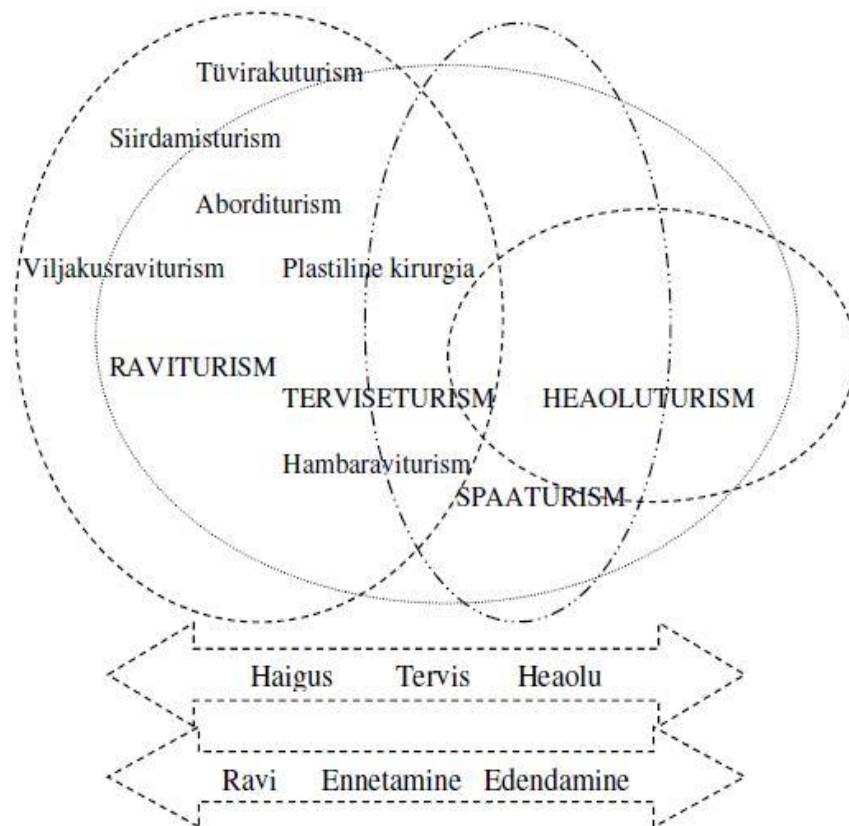 Tüvirakuturism
Siirdamisturism
Aborditurism
Viljakusraviturism Plastiline kirurgia
RAVITURISM
TERVISETURISM HEAOLUTURISM
Hambaraviturism
SPAATURISM
Haigus Tervis Heaolu
Ravi Ennetamine Edendamine